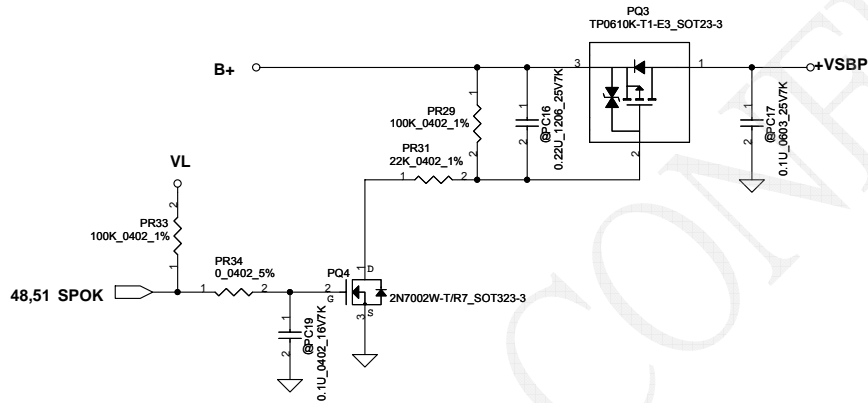 PQ3
TP0610K-T1-E3_SOT23-3
B+
3
1
+VSBP
1
PR29
100K_0402_1%
2
1
2
@PC16
0.22U_1206_25V7K
2
1
2
@PC17
0.1U_0603_25V7K
PR31
22K_0402_1%
1
2
VL
2
PR33
100K_0402_1%
1
PR34
0_0402_5%
48,51 SPOK
1
2
PQ4
2
G
1
D
S
3
2N7002W-T/R7_SOT323-3
1
2
@PC19
0.1U_0402_16V7K
CONF